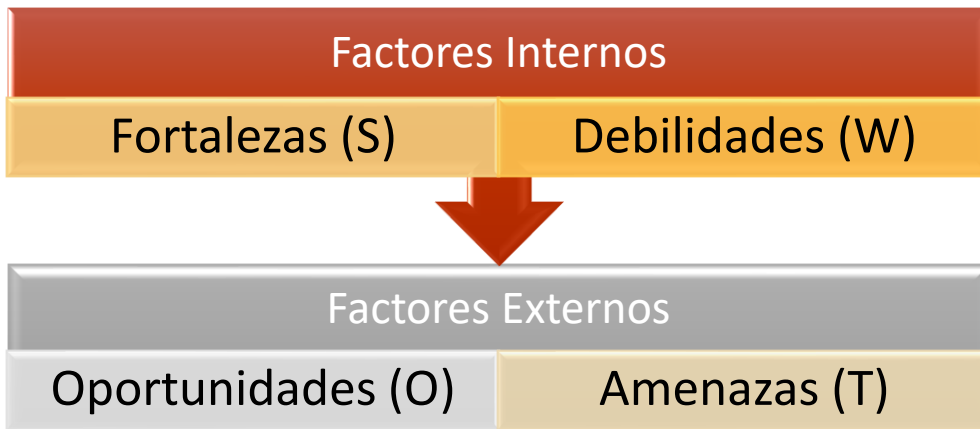 Factores Internos
Fortalezas (S)
Debilidades (W)
Factores Externos
Oportunidades (O)
Amenazas (T)